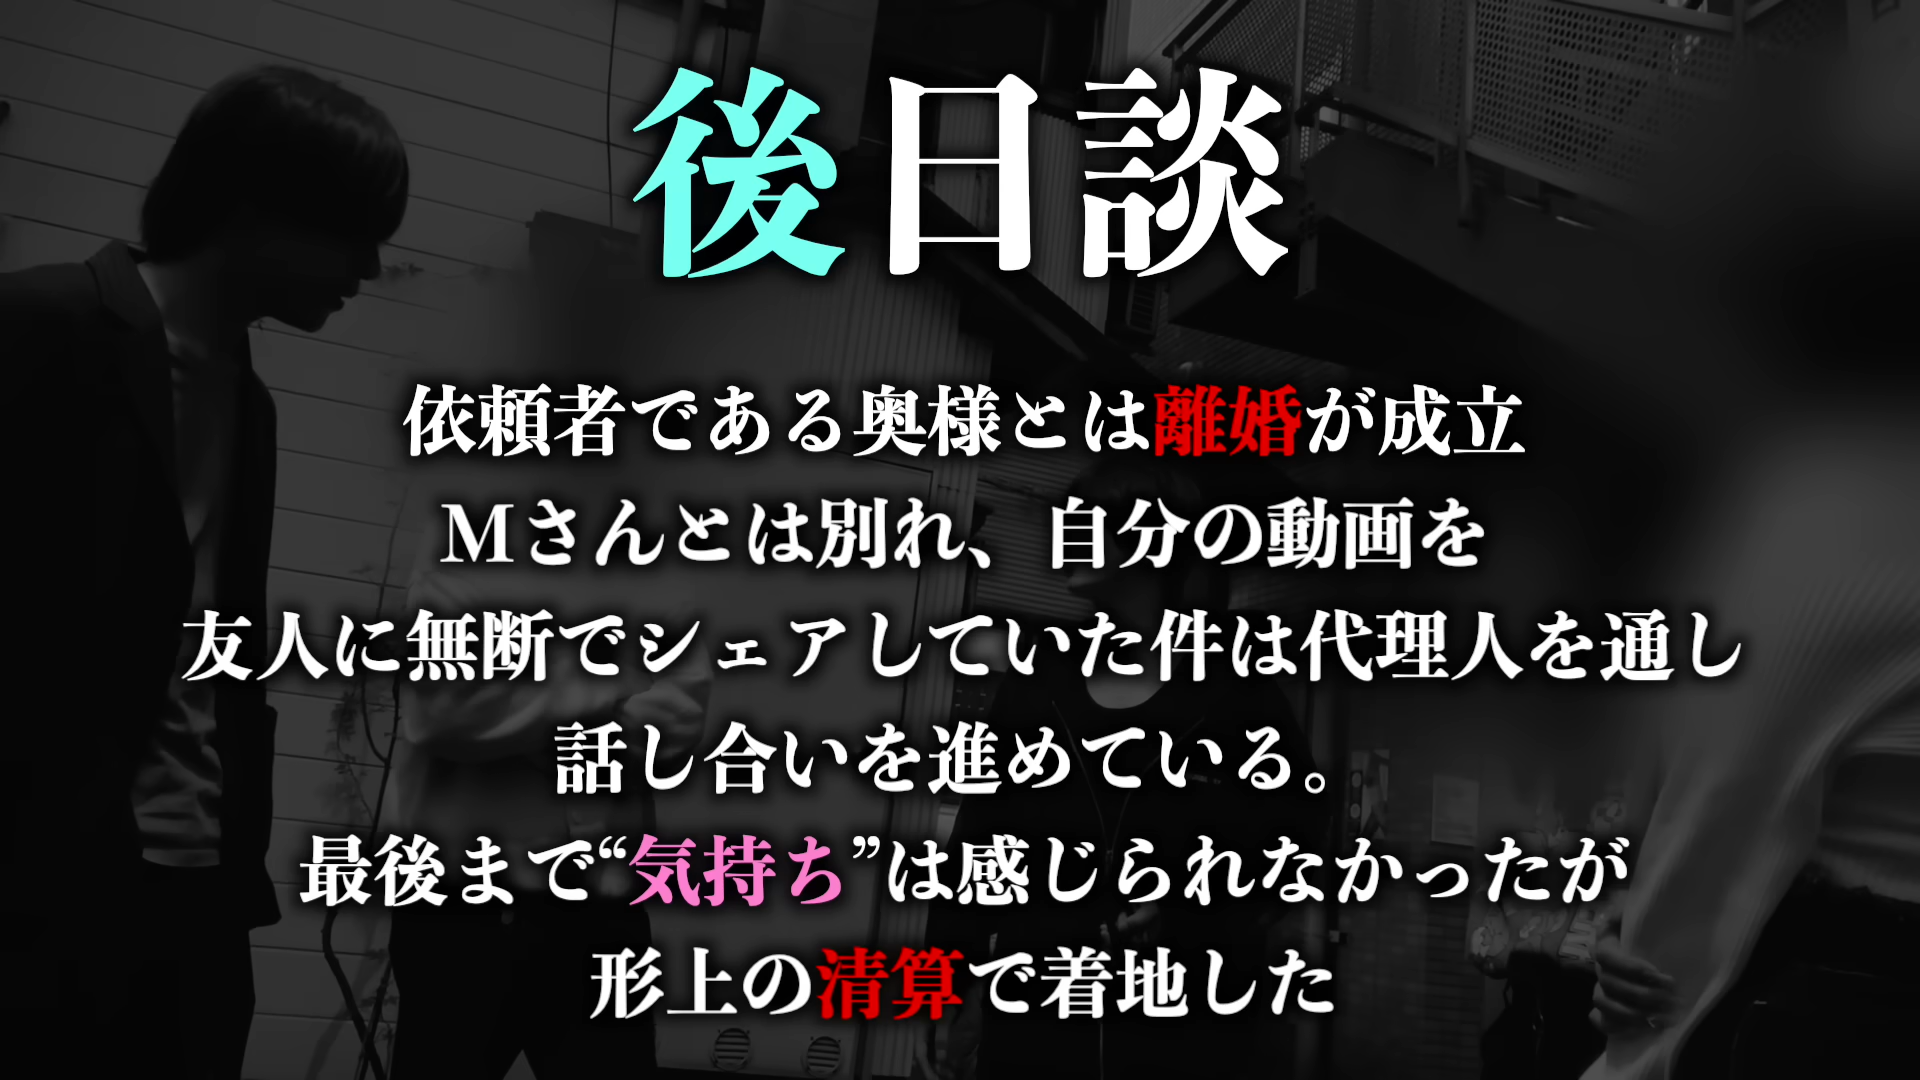 後日談
依頼者である奥様とは離婚が成立
Mさんとは別れ、自分の動画を
友人に無断でシェアしていた件は代理人を通し
話し合いを進めている。
最後まで“気持ち”は感じられなかったが
形上の清算で着地した